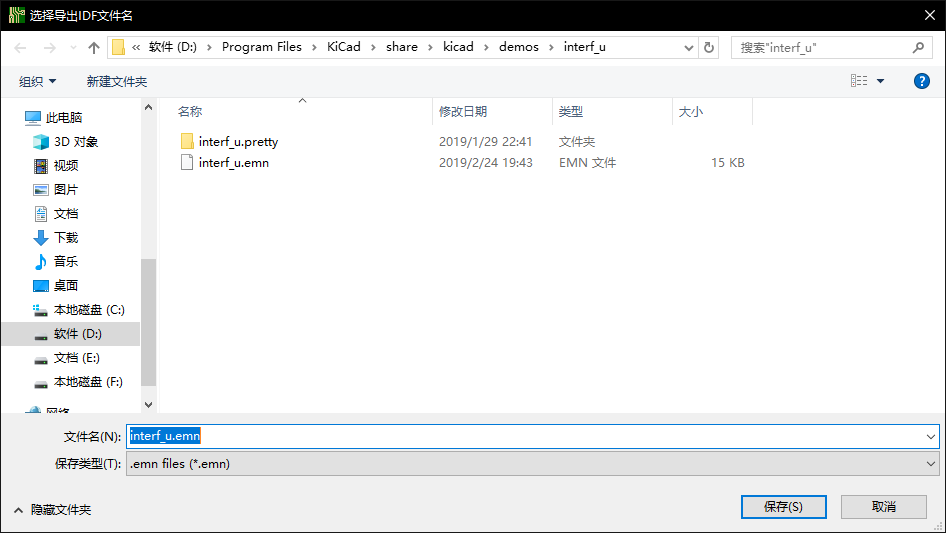 选择导出IDF文件名
« 软件 (D:) › Program Files › KiCad › share › kicad › demos › interf_u
搜索"interf_u"
组织 新建文件夹
名称 修改日期 类型 大小
interf_u.pretty 2019/1/29 22:41 文件夹
interf_u.emn 2019/2/24 19:43 EMN 文件 15 KB
此电脑
3D 对象
视频
图片
文档
下载
音乐
桌面
本地磁盘 (C:)
软件 (D:)
文档 (E:)
本地磁盘 (F:)
网络
文件名(N): interf_u.emn
保存类型(T): .emn files (*.emn)
隐藏文件夹
保存(S) 取消